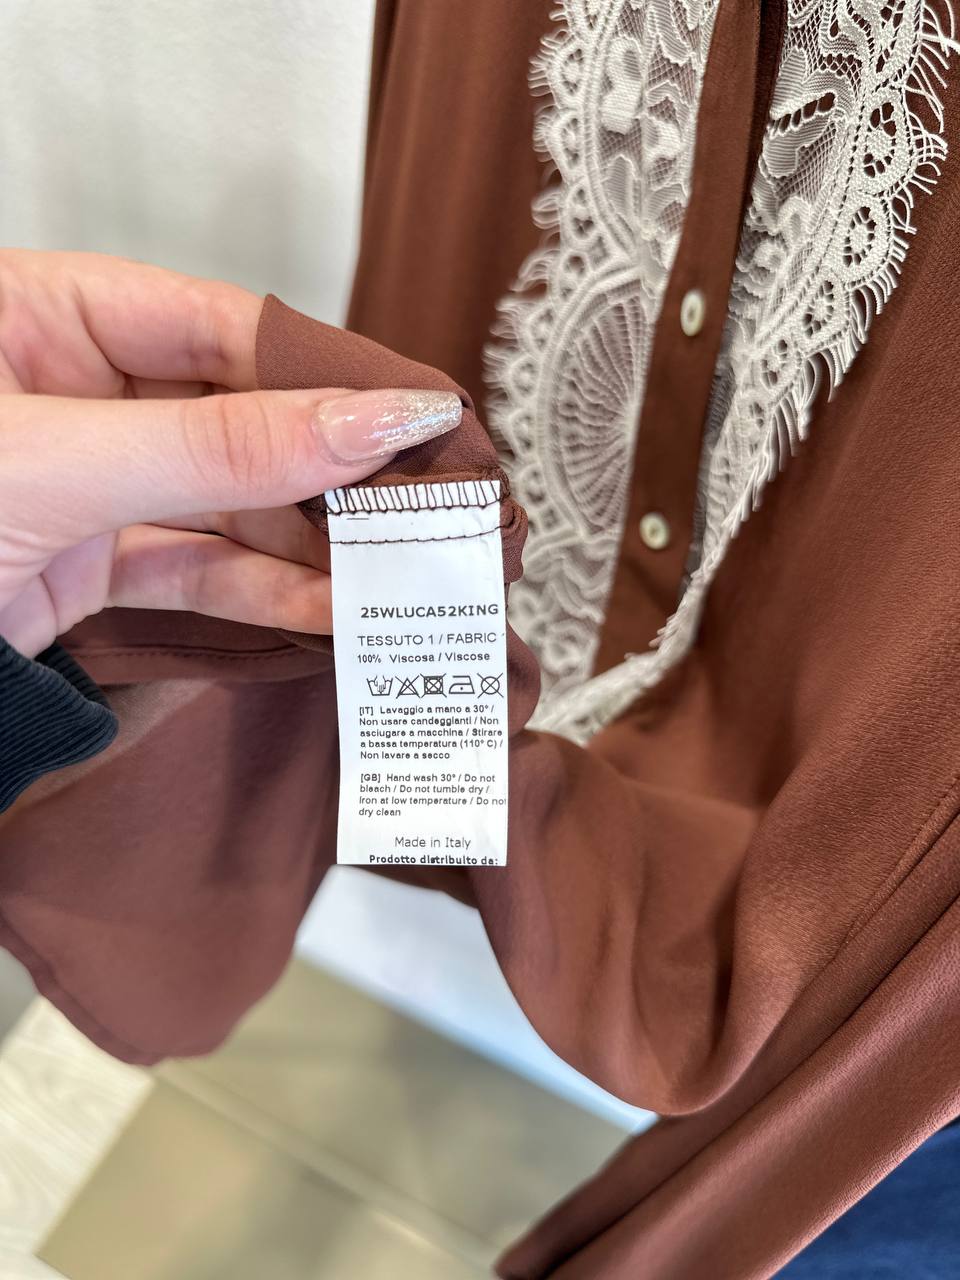 25WLUCA52KING
TESSUTO 1 / FABRIC
100% Viscosa / Viscose
[IT] Lavaggio a mano a 30° /
Non usare candeggianti / Non
asciugare a macchina / Stirare
a bassa temperatura (110° C) /
Non lavare a secco
[GB] Hand wash 30° / Do not
bleach / Do not tumble dry /
Iron at low temperature / Do not
dry clean
Made in Italy
Prodotto distribuito da: